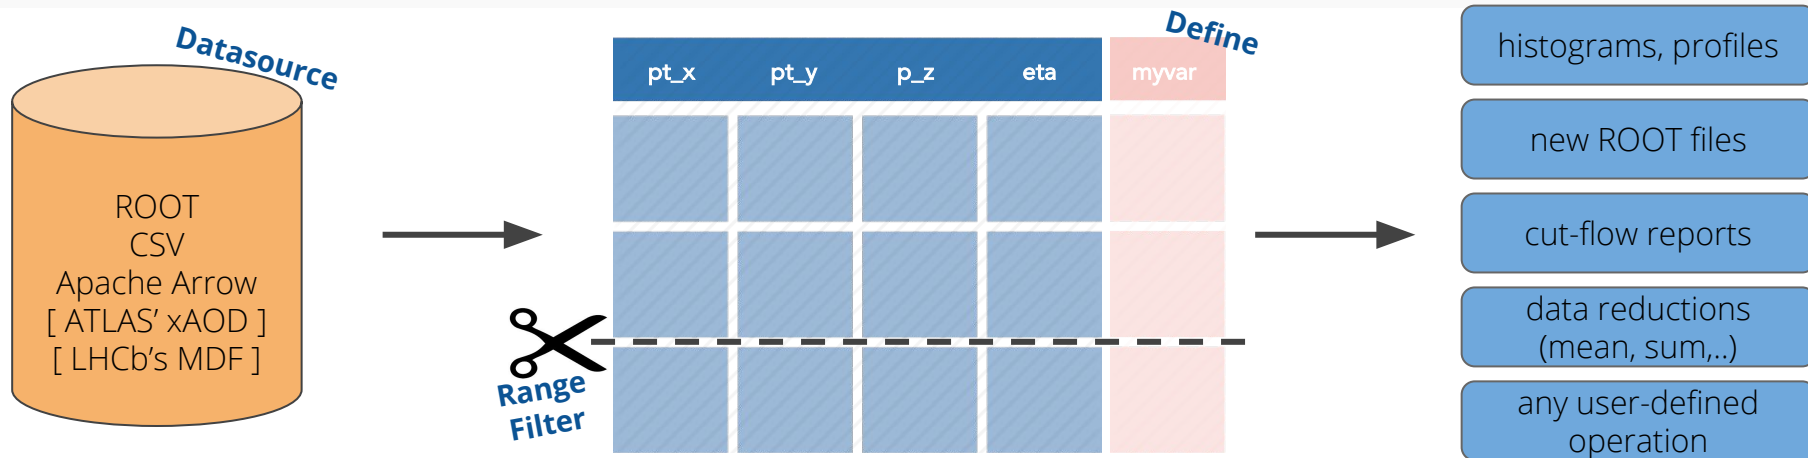 Datasource
ROOT
CSV
Apache Arrow
[ ATLAS’ xAOD ]
[ LHCb’s MDF ]
Range
Filter
Define
pt_x pt_y p_z eta myvar
histograms, profiles
new ROOT files
cut-flow reports
data reductions
(mean, sum,..)
any user-defined
operation